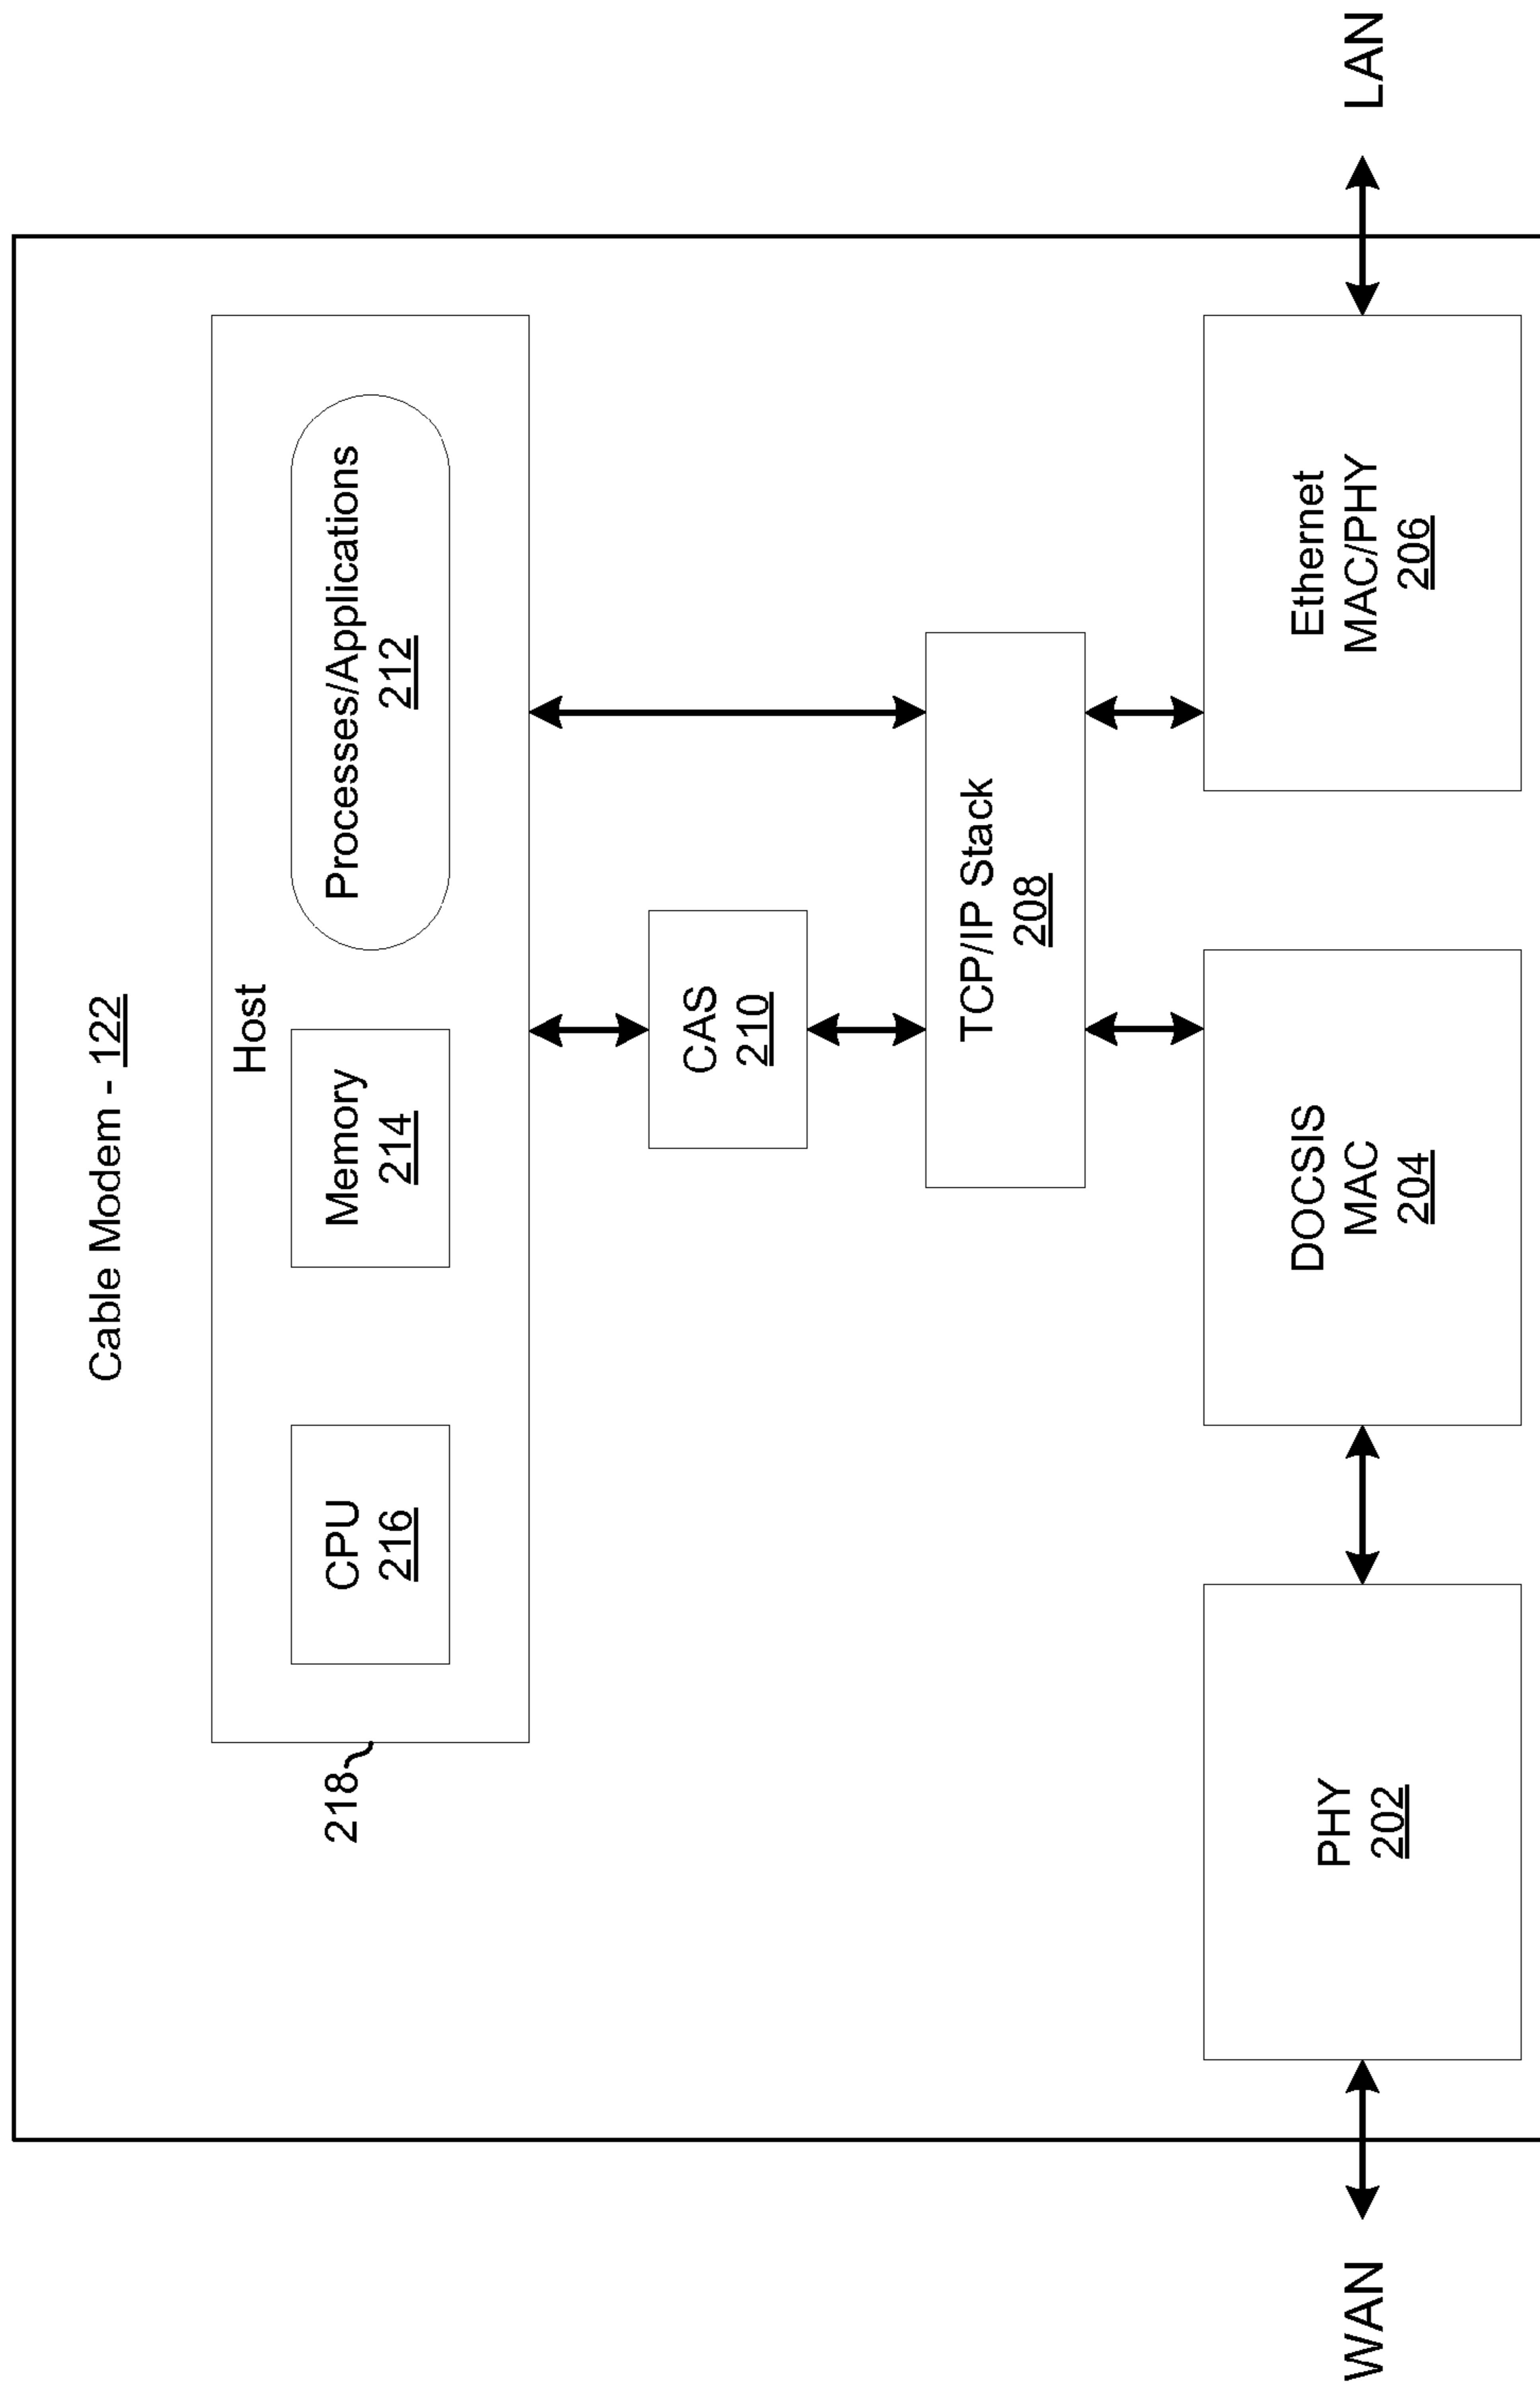 Cable Modem - 122
Host
218
CPU
216
Memory
214
Processes/Applications
212
CAS
210
TCP/IP Stack
208
WAN
PHY
202
DOCSIS
MAC
204
Ethernet
MAC/PHY
206
LAN